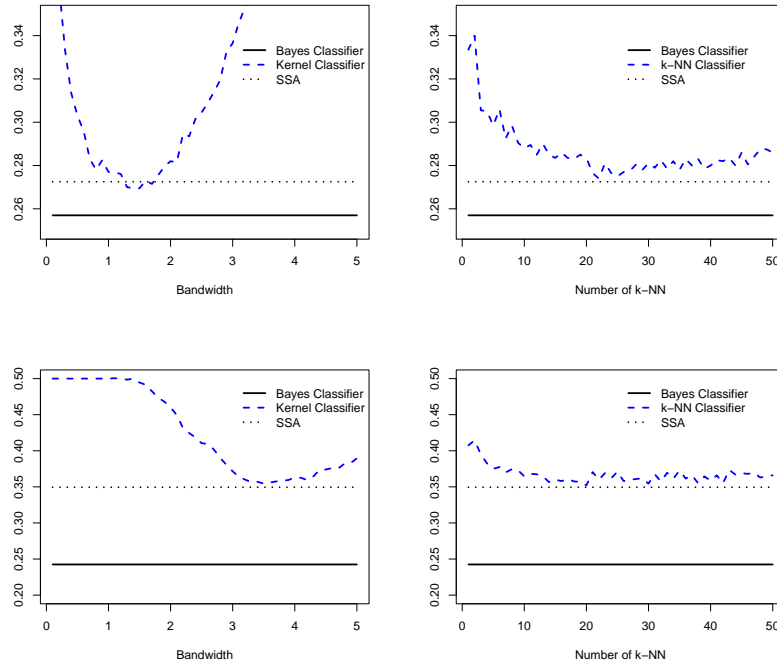 0.26 0.28 0.30 0.32 0.34
Bayes Classifier
Kernel Classifier
SSA
0 1 2 3 4 5
Bandwidth
0.26 0.28 0.30 0.32 0.34
Bayes Classifier
k−NN Classifier
SSA
0 10 20 30 40 50
Number of k−NN
0.20 0.25 0.30 0.35 0.40 0.45 0.50
Bayes Classifier
Kernel Classifier
SSA
0 1 2 3 4 5
Bandwidth
0.20 0.25 0.30 0.35 0.40 0.45 0.50
Bayes Classifier
k−NN Classifier
SSA
0 10 20 30 40 50
Number of k−NN